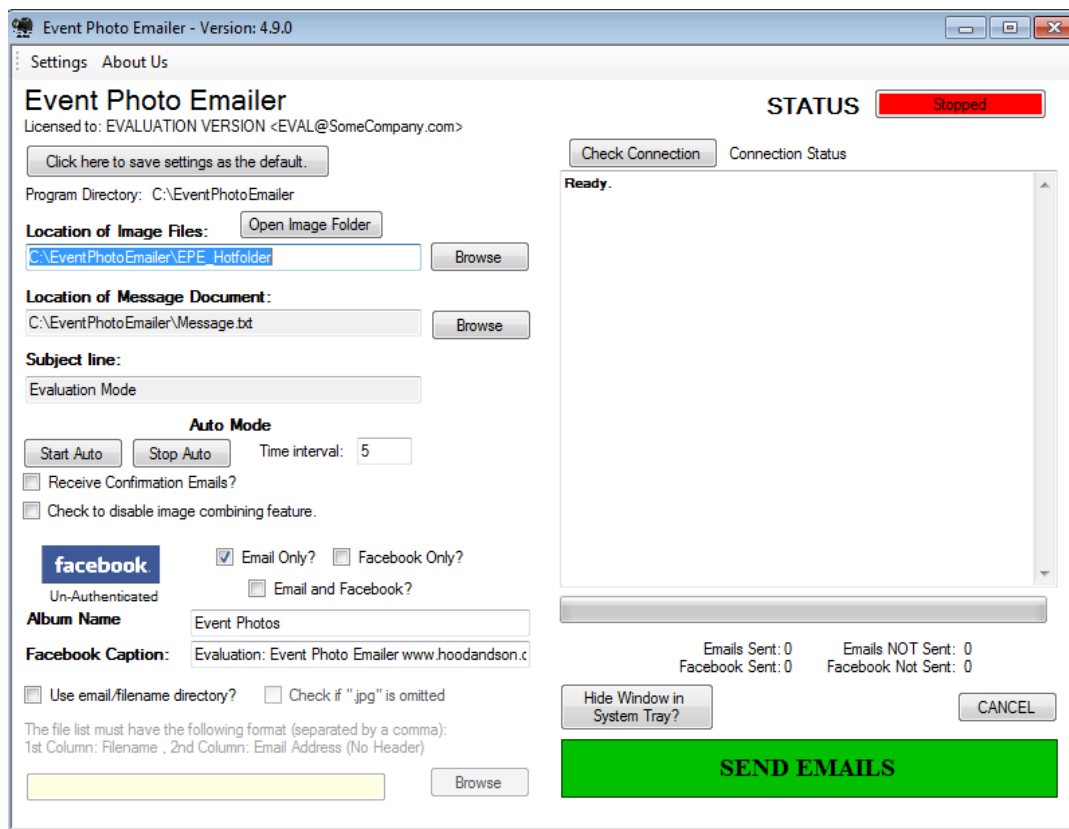 Event Photo Emailer - Version: 4.9.0
Settings About Us
Event Photo Emailer
Licensed to: EVALUATION VERSION <EVAL@SomeCompany.com>
Click here to save settings as the default.
Program Directory: C:\EventPhotoEmailer
Location of Image Files:
Open Image Folder
C:\EventPhotoEmailer\EPE_Hotfolder
Browse
Location of Message Document:
C:\EventPhotoEmailer\Message.txt
Browse
Subject line:
Evaluation Mode
Auto Mode
Start Auto
Stop Auto
Time interval: 5
Receive Confirmation Emails?
Check to disable image combining feature.
facebook
Un-Authenticated
Email Only?
Facebook Only?
Email and Facebook?
Album Name
Event Photos
Facebook Caption:
Evaluation: Event Photo Emailer www.hoodandson.c
Use email/filename directory?
Check if ".jpg" is omitted
The file list must have the following format (separated by a comma):
1st Column: Filename , 2nd Column: Email Address (No Header)
Browse
STATUS
Stopped
Check Connection
Connection Status
Ready.
Emails Sent: 0
Emails NOT Sent: 0
Facebook Sent: 0
Facebook Not Sent: 0
Hide Window in
System Tray?
CANCEL
SEND EMAILS